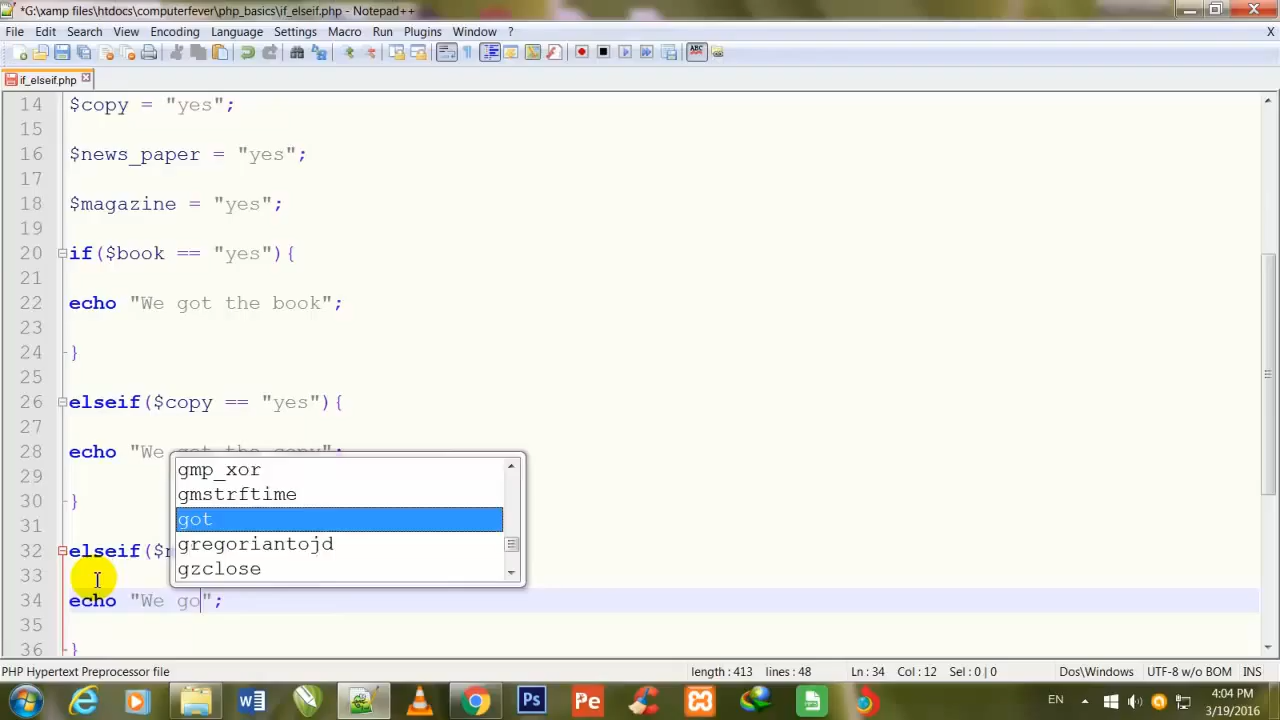 *G:\xamp files\htdocs\computerfever\php_basics\if_elseif.php - Notepad++
File Edit Search View Encoding Language Settings Macro Run Plugins Window ? X
if_elseif.php
14 $copy = "yes";
15
16 $news_paper = "yes";
17
18 $magazine = "yes";
19
20 if($book == "yes"){
21
22 echo "We got the book";
23
24 }
25
26 elseif($copy == "yes"){
27
28 echo "We got the copy";
29
gmp_xor
30 }
gmstrftime
31
got
32 elseif($n
gregoriantojd
33
gzclose
34 echo "We go";
35
36 }
PHP Hypertext Preprocessor file length : 413 lines : 48 Ln : 34 Col : 12 Sel : 0 | 0 Dos\Windows UTF-8 w/o BOM INS
W Ps Pe EN 4:04 PM
3/19/2016